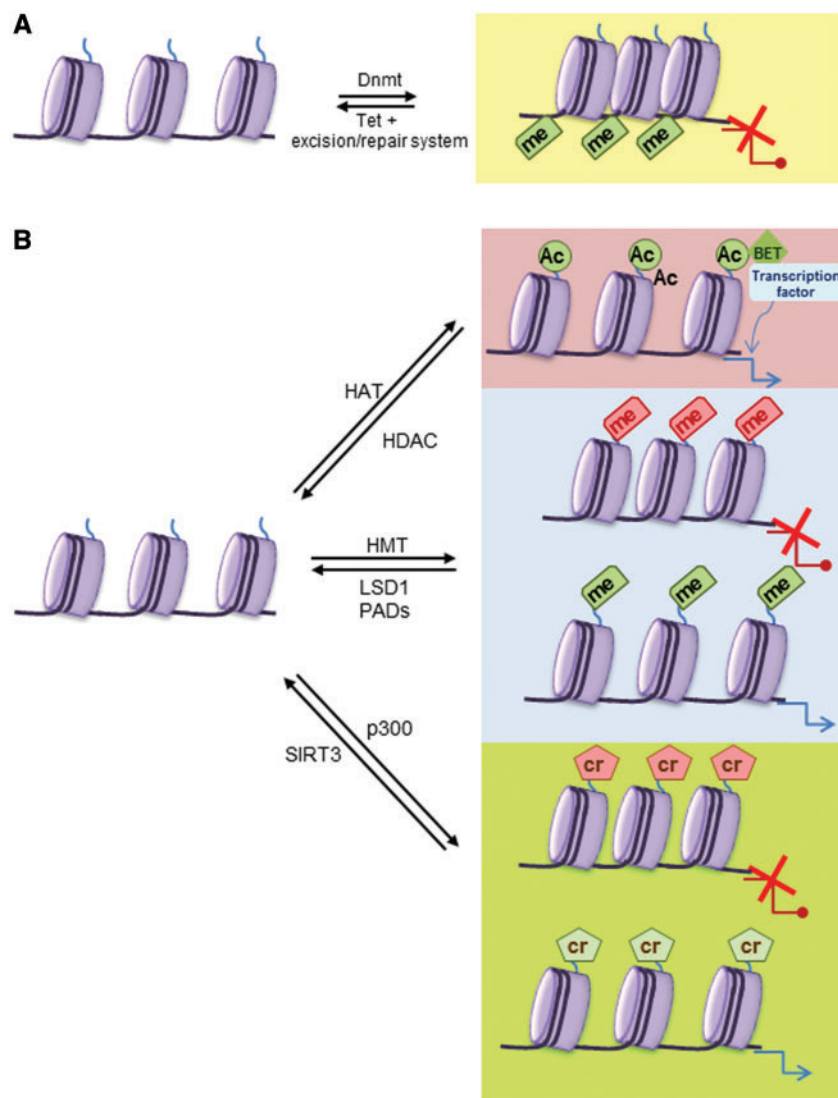 A
Dnmt
Tet +
excision/repair system
me me me
B
Ac Ac Ac BET
Ac
Transcription
factor
HAT
HDAC
me me me
HMT
LSD1
PADs
me me me
p300
SIRT3
cr cr cr
cr cr cr